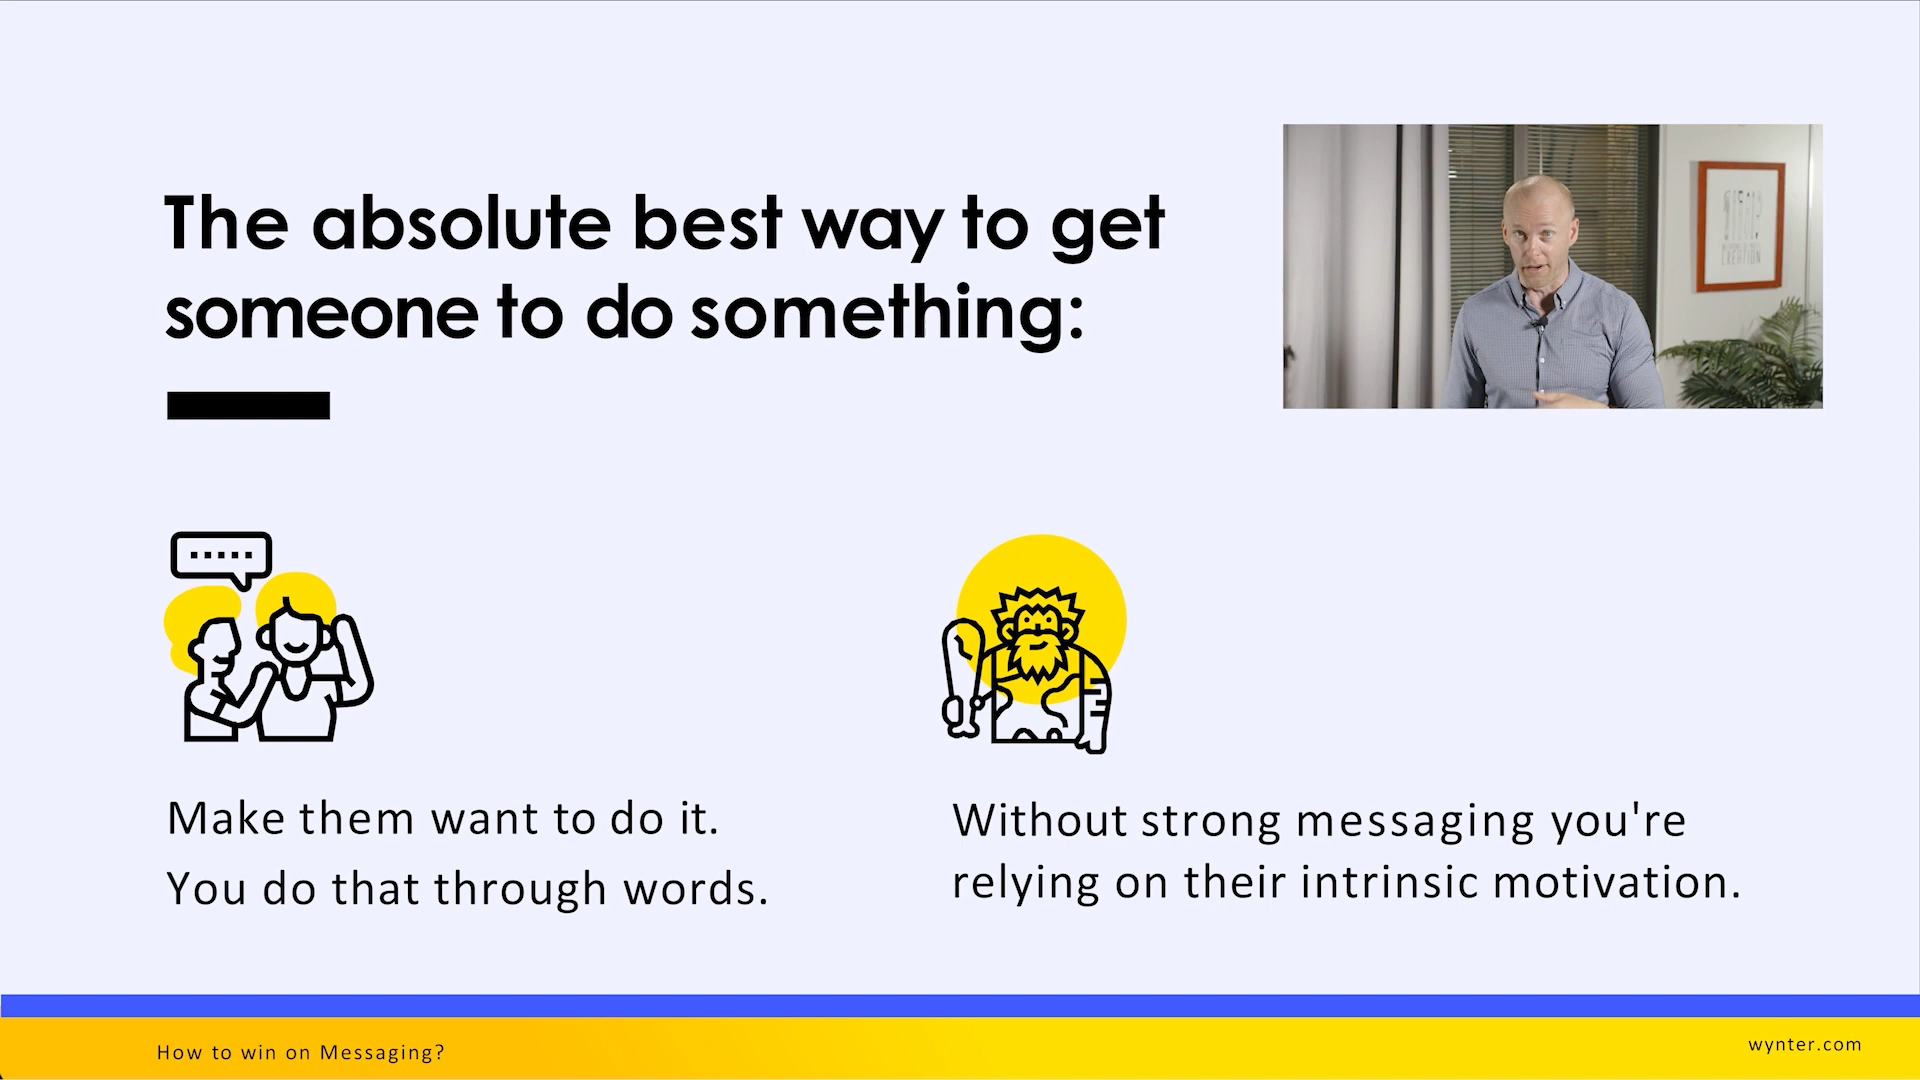 The absolute best way to get
someone to do something:
CREATION
Make them want to do it.
You do that through words.
Without strong messaging you're
relying on their intrinsic motivation.
How to win on Messaging?
wynter.com